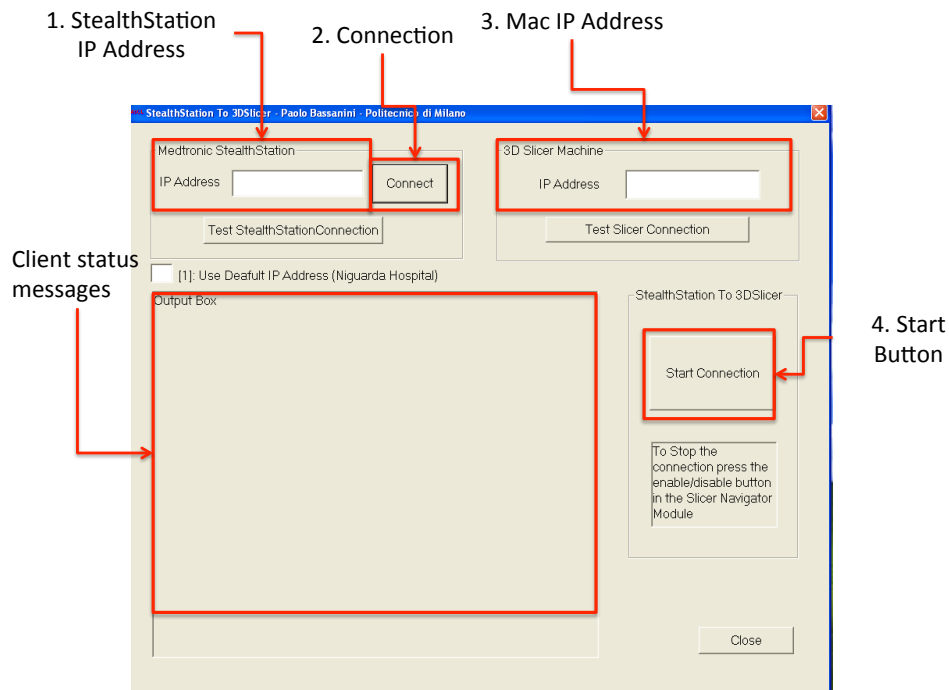 1. StealthStation
IP Address
2. Connection
3. Mac IP Address
StealthStation To 3DSlicer - Paolo Bassanini - Politecnico di Milano
Medtronic StealthStation
IP Address
Connect
Test StealthStationConnection
3D Slicer Machine
IP Address
Test Slicer Connection
[1]: Use Deafult IP Address (Niguarda Hospital)
Client status
messages
Output Box
StealthStation To 3DSlicer
Start Connection
4. Start
Button
To Stop the
connection press the
enable/disable button
in the Slicer Navigator
Module
Close